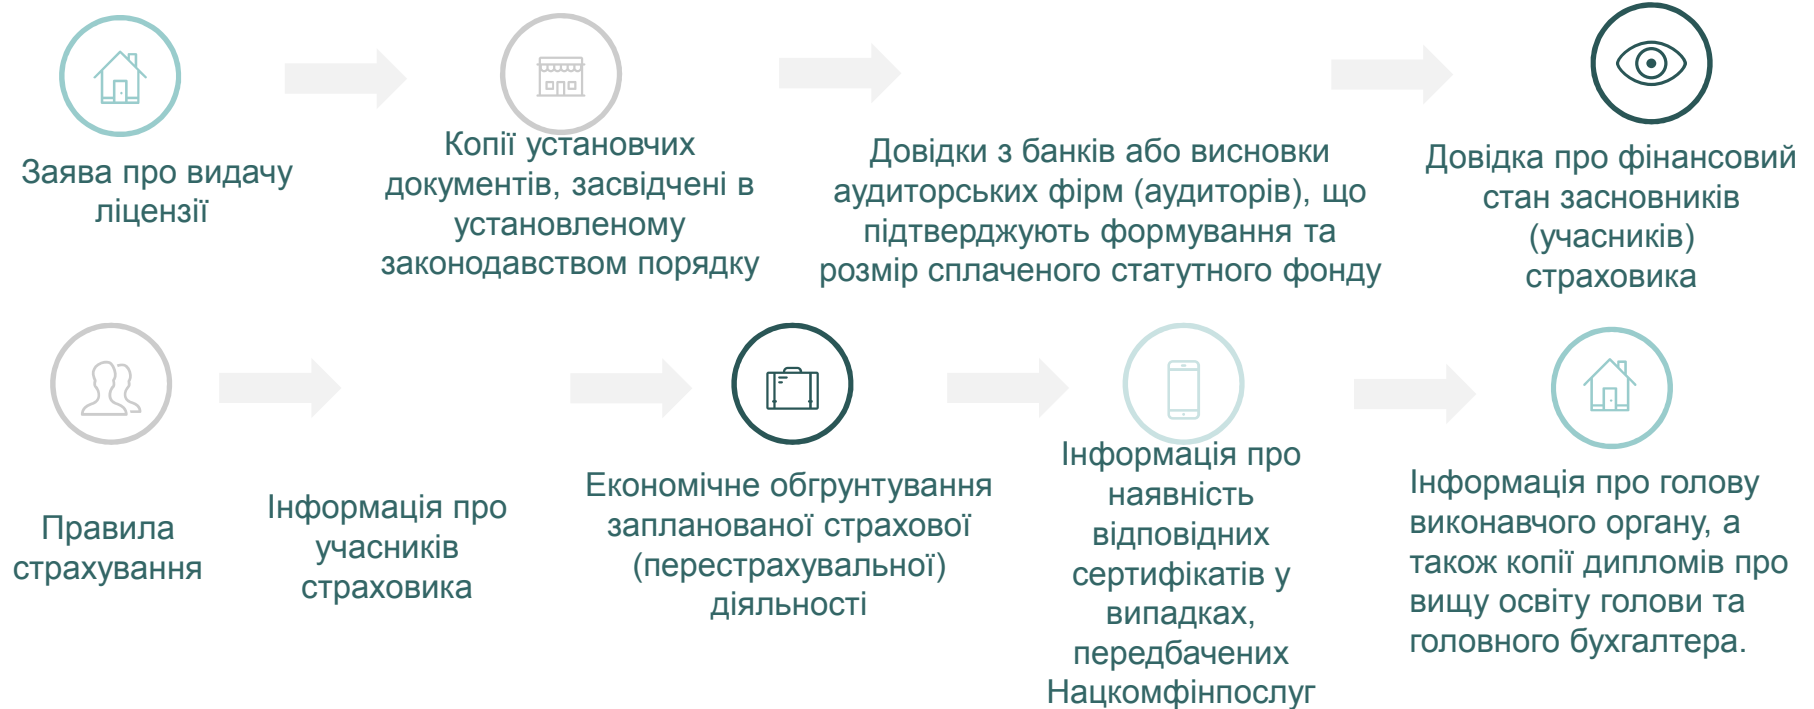 Заява про видачу
ліцензії
Копії установчих
документів, засвідчені в
установленому
законодавством порядку
Довідки з банків або висновки
аудиторських фірм (аудиторів), що
підтверджують формування та
розмір сплаченого статутного фонду
Довідка про фінансовий
стан засновників
(учасників)
страховика
Правила
страхування
Інформація про
учасників
страховика
Економічне обгрунтування
запланованої страхової
(перестрахувальної)
діяльності
Інформація про
наявність
відповідних
сертифікатів у
випадках,
передбачених
Нацкомфінпослуг
Інформація про голову
виконавчого органу, а
також копії дипломів про
вищу освіту голови та
головного бухгалтера.